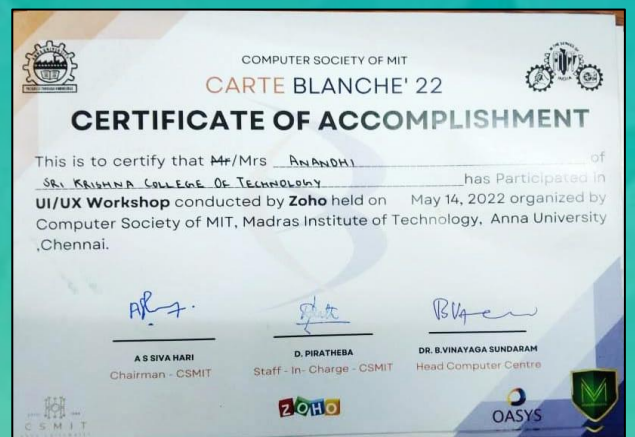 COMPUTER SOCIETY OF MIT
CARTE BLANCHE' 22
CERTIFICATE OF ACCOMPLISHMENT
This is to certify that Mr/Mrs ANANDHI of
SRI KRISHNA COLLEGE OF TECHNOLOGY has Participated in
UI/UX Workshop conducted by Zoho held on May 14, 2022 organized by
Computer Society of MIT, Madras Institute of Technology, Anna University
,Chennai.
A S SIVA HARI
Chairman - CSMIT
D. PIRATHEBA
Staff - In- Charge - CSMIT
DR. B.VINAYAGA SUNDARAM
Head Computer Centre
ZOHO
OASYS
CSMIT